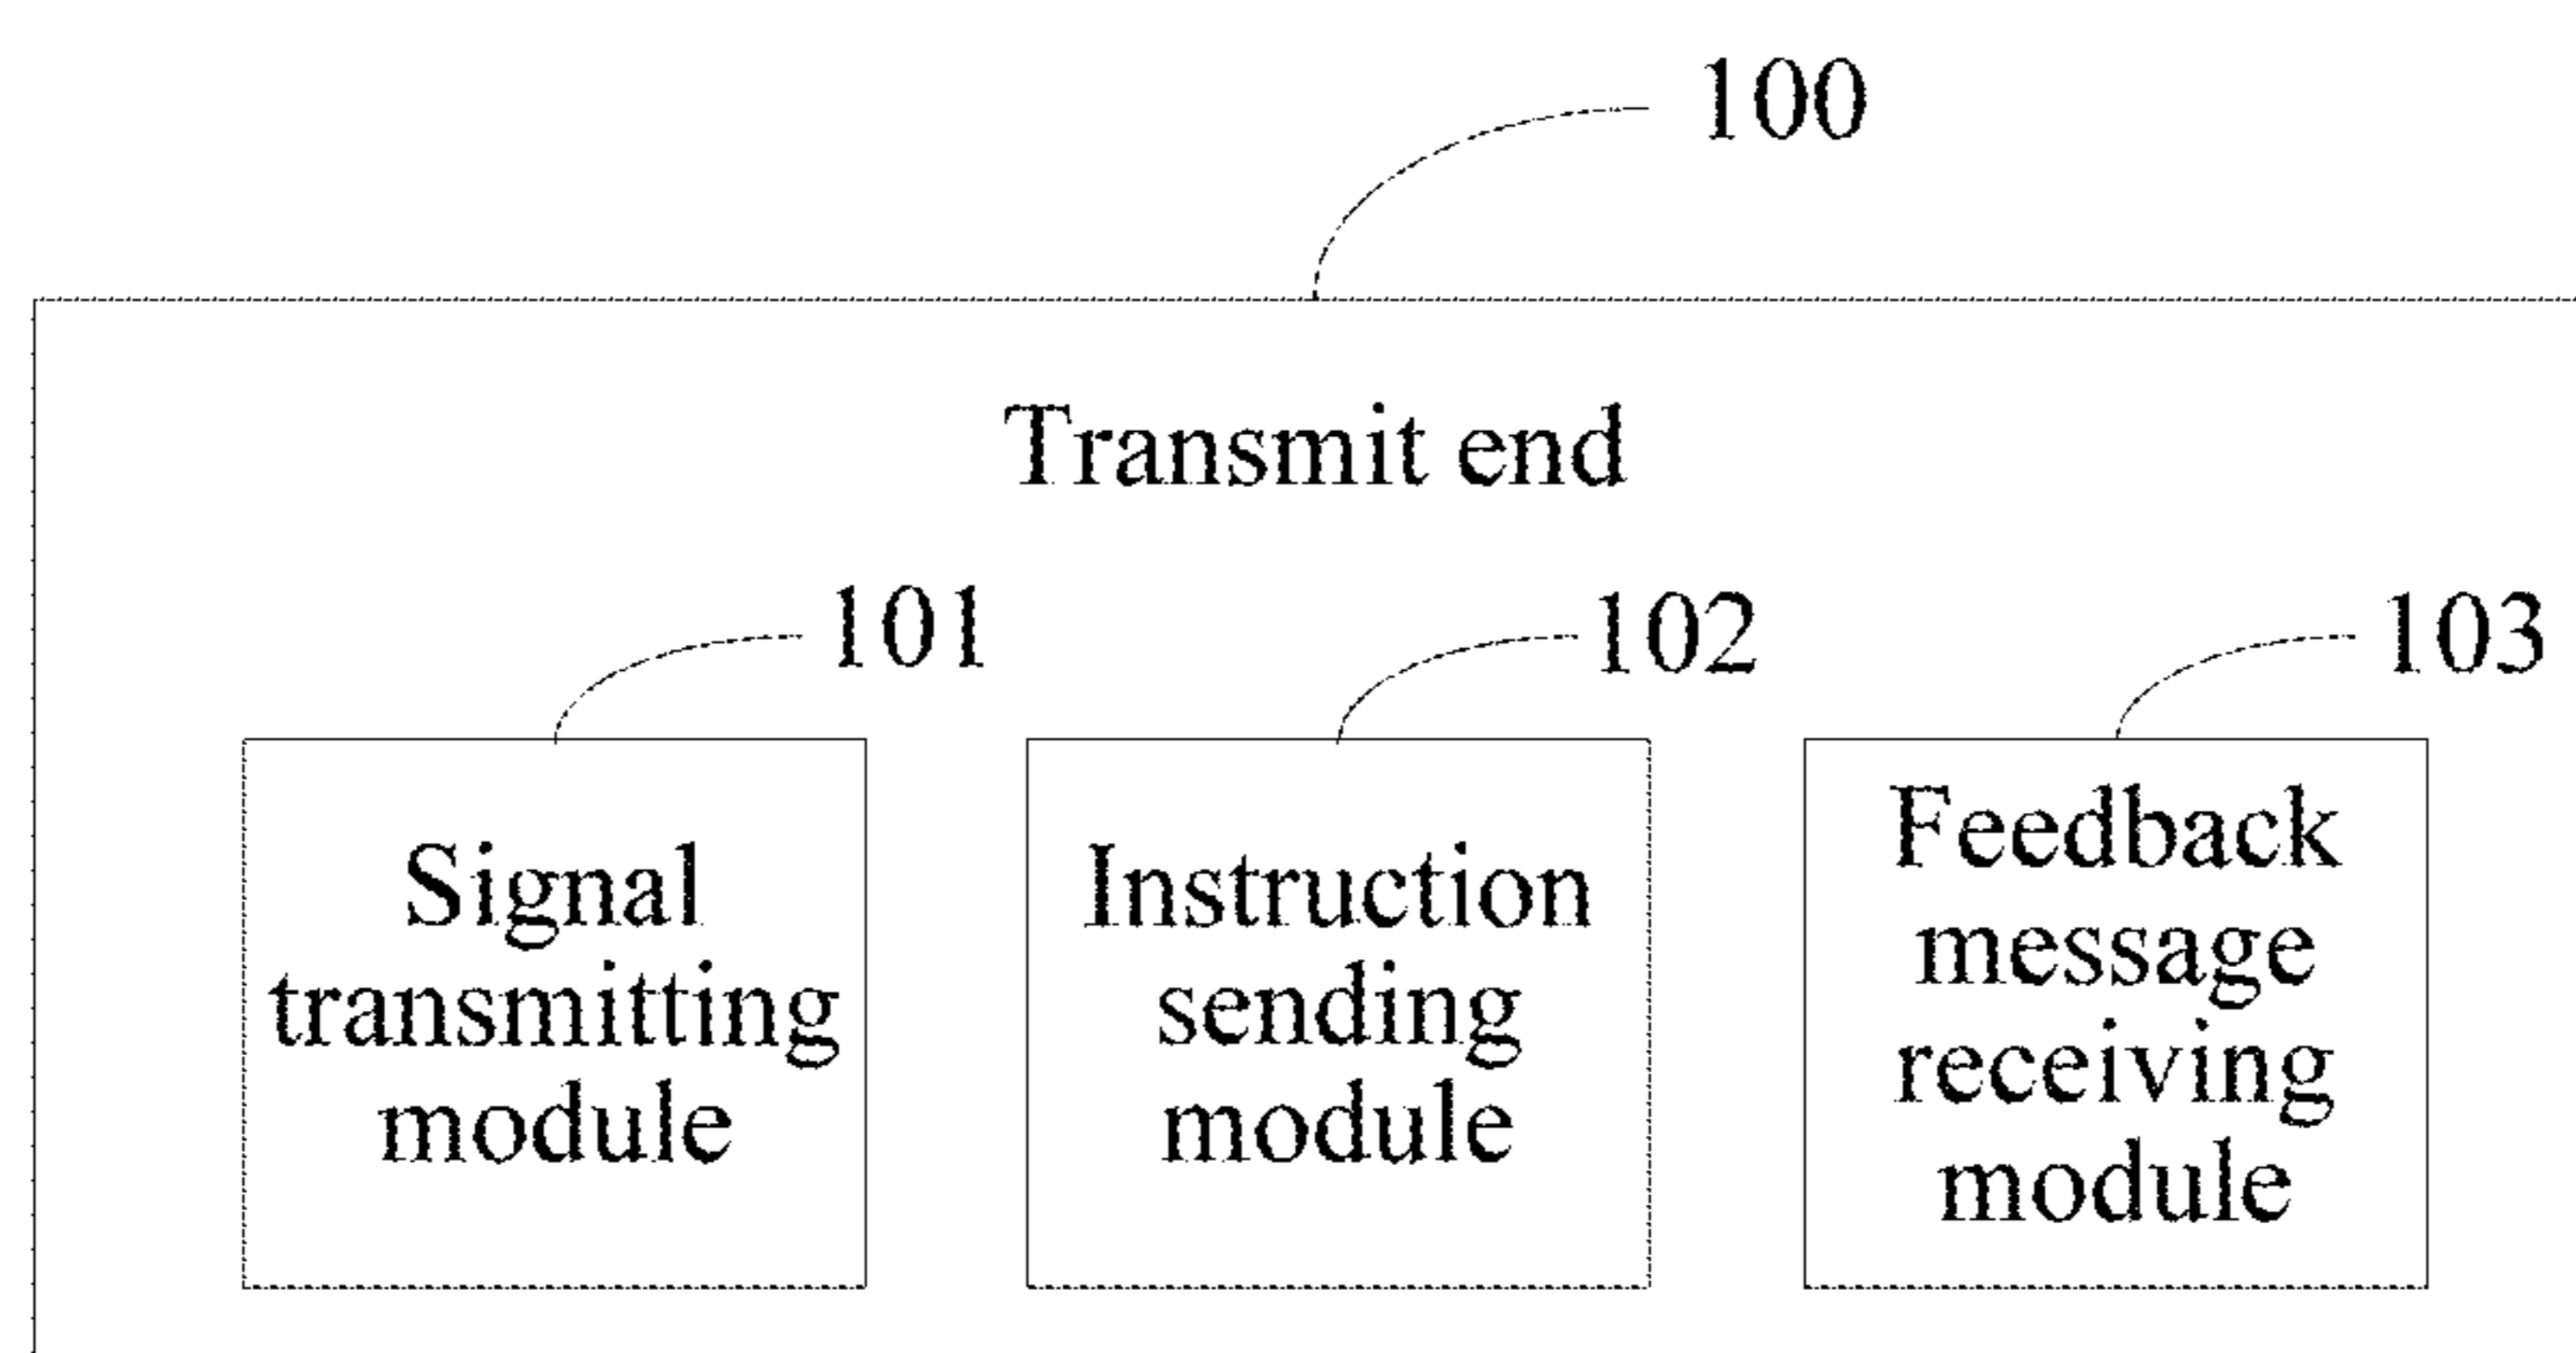 100
Transmit end
101
102
103
Signal
transmitting
module
Instruction
sending
module
Feedback
message
receiving
module